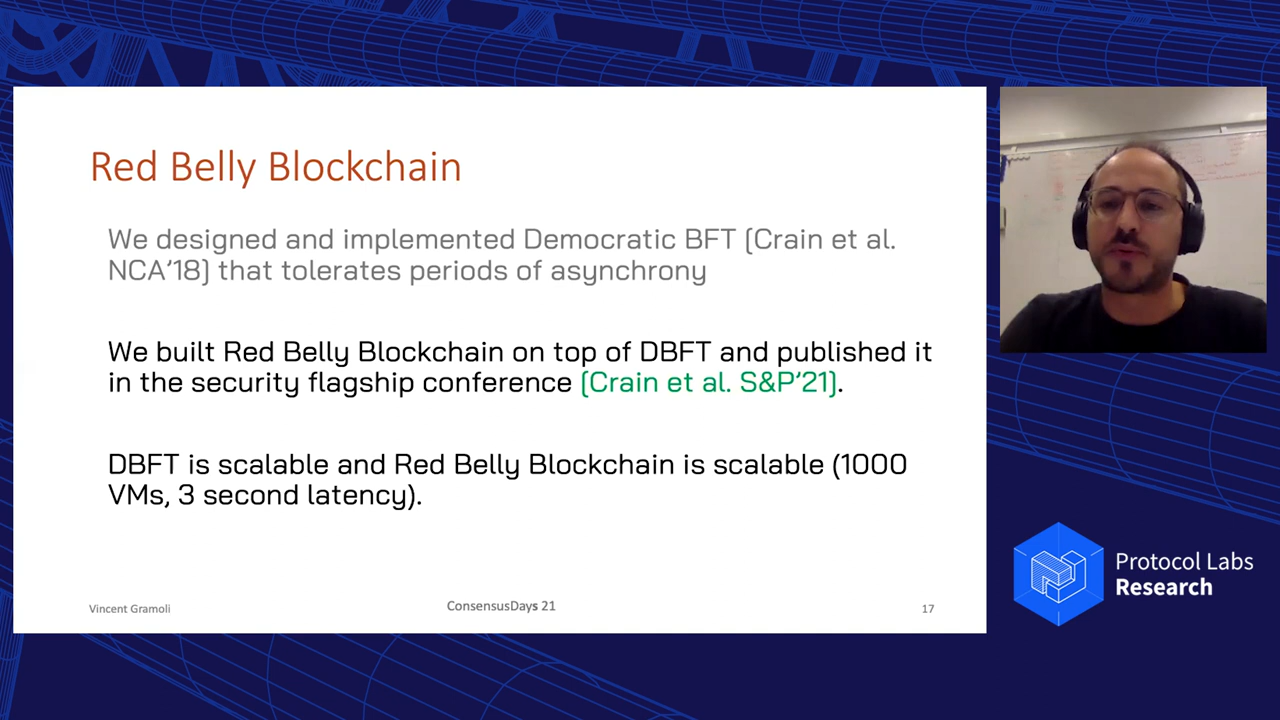 Red Belly Blockchain
We designed and implemented Democratic BFT (Crain et al.
NCA’18) that tolerates periods of asynchrony
We built Red Belly Blockchain on top of DBFT and published it
in the security flagship conference (Crain et al. S&P’21).
DBFT is scalable and Red Belly Blockchain is scalable (1000
VMs, 3 second latency).
Vincent Gramoli
ConsensusDays 21
17
Protocol Labs
Research